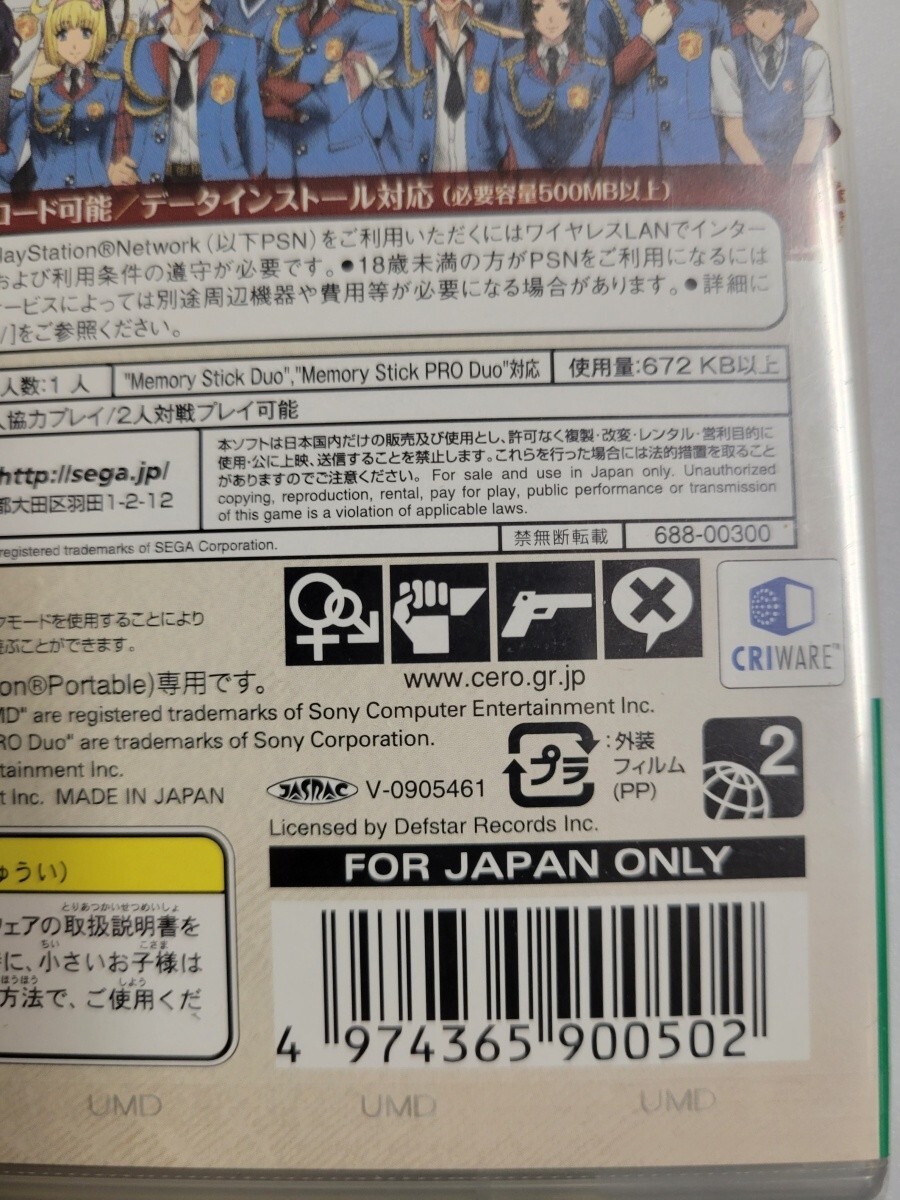 ロード可能/データインストール対応(必要容量500MB以上)
layStation®Network(以下PSN)をご利用いただくにはワイヤレスLANでインター
および利用条件の遵守が必要です。●18歳未満の方がPSNをご利用になるには
ービスによっては別途周辺機器や費用等が必要になる場合があります。●詳細に
/]をご参照ください。
人数:1 人
"Memory Stick Duo","Memory Stick PRO Duo"対応
使用量:672 KB以上
人協力プレイ/2人対戦プレイ可能
http://sega.jp/
都大田区羽田1-2-12
本ソフトは日本国内だけの販売及び使用とし、許可なく複製・改変・レンタル・営利目的に
使用・公に上映、送信することを禁止します。これらを行った場合には法的措置を取ること
がありますのでご注意ください。For sale and use in Japan only. Unauthorized
copying, reproduction, rental, pay for play, public performance or transmission
of this game is a violation of applicable laws.
registered trademarks of SEGA Corporation.
禁無断転載
688-00300
クモードを使用することにより
遊ぶことができます。
CRIWARE™
www.cero.gr.jp
on®Portable)専用です。
MD" are registered trademarks of Sony Computer Entertainment Inc.
RO Duo" are trademarks of Sony Corporation.
tainment Inc.
t Inc. MADE IN JAPAN
JASRAC V-0905461
プラ
:外装
フィルム
(PP)
2
Licensed by Defstar Records Inc.
FOR JAPAN ONLY
ゅうい)
とりあつかいせつめいしょ
ウェアの取扱説明書を
ちい こさま
に、小さいお子様は
ほうほう しよう
方法で、ご使用くだ
4 974365 900502
UMD UMD UMD